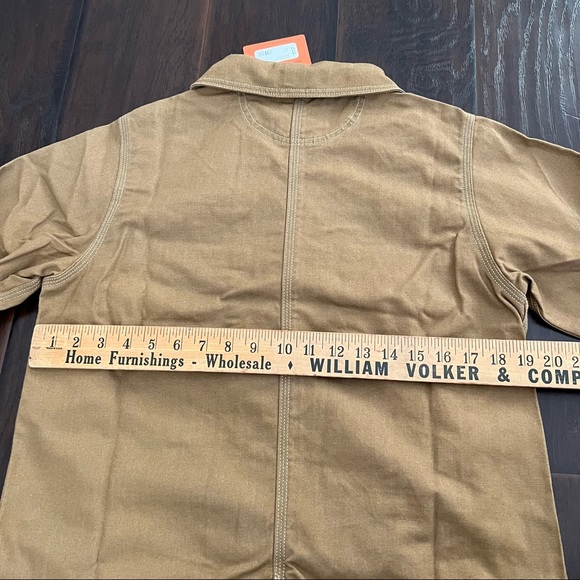 1 2 3 4 5 6 7 8 9 10 11 12 13 14 15 16 17 18 19 20 2
Home Furnishings - Wholesale ♦ WILLIAM VOLKER & COMP